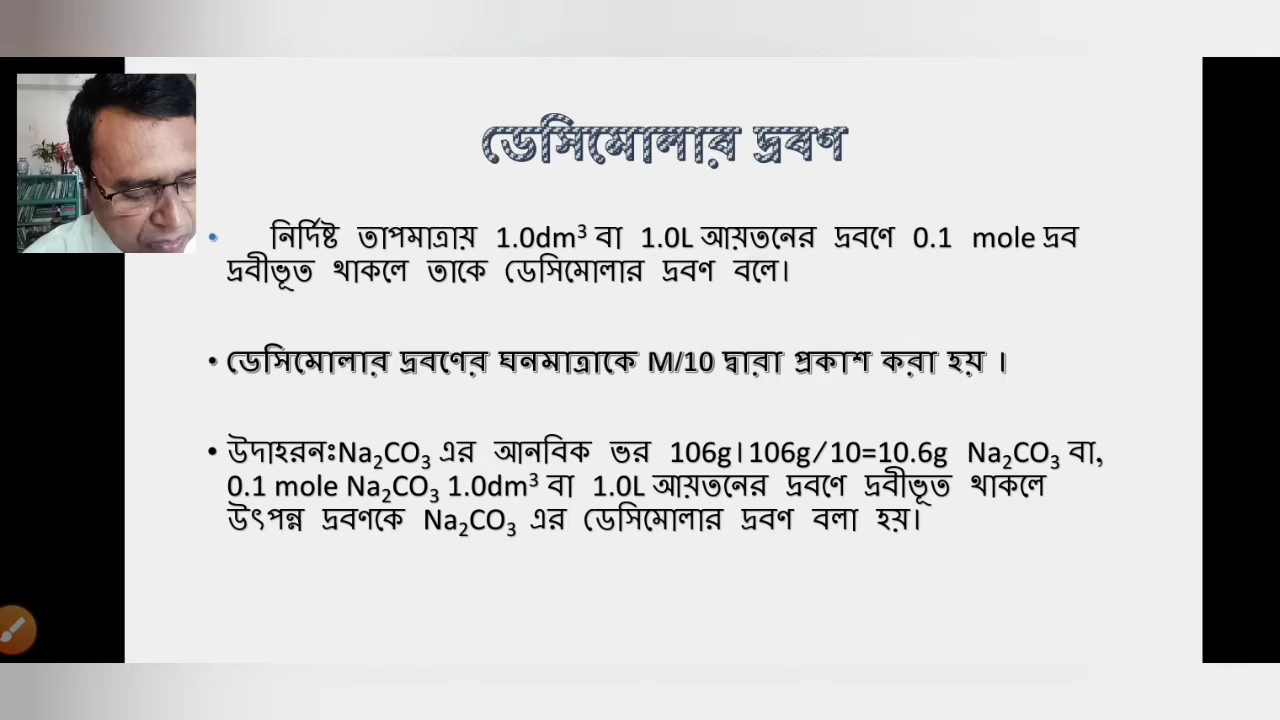 ডেসিমোলার দ্রবণ
• নির্দিষ্ট তাপমাত্রায় 1.0dm³ বা 1.0L আয়তনের দ্রবণে 0.1 mole দ্রব
দ্রবীভূত থাকলে তাকে ডেসিমোলার দ্রবণ বলে।
• ডেসিমোলার দ্রবণের ঘনমাত্রাকে M/10 দ্বারা প্রকাশ করা হয় ।
• উদাহরনঃNa₂CO₃ এর আনবিক ভর 106g।106g/10=10.6g Na₂CO₃ বা,
0.1 mole Na₂CO₃ 1.0dm³ বা 1.0L আয়তনের দ্রবণে দ্রবীভূত থাকলে
উৎপন্ন দ্রবণকে Na₂CO₃ এর ডেসিমোলার দ্রবণ বলা হয়।